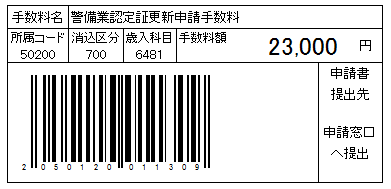 手数料名 警備業認定証更新申請手数料
所属コード 消込区分 歳入科目 手数料額 23,000 円
50200 700 6481
申請書
提出先
申請窓口
へ提出
2050120011309